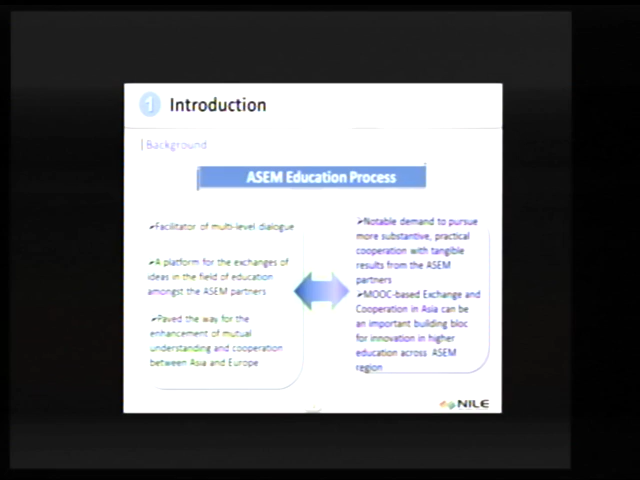 1 Introduction
Background
ASEM Education Process
➢Facilitator of multi-level dialogue
➢A platform for the exchanges of
ideas in the field of education
amongst the ASEM partners
➢Paved the way for the
enhancement of mutual
understanding and cooperation
between Asia and Europe
➢Notable demand to pursue
more substantive, practical
cooperation with tangible
results from the ASEM
partners
➢MOOC-based Exchange and
Cooperation in Asia can be
an important building bloc
for innovation in higher
education across ASEM
region
NILE